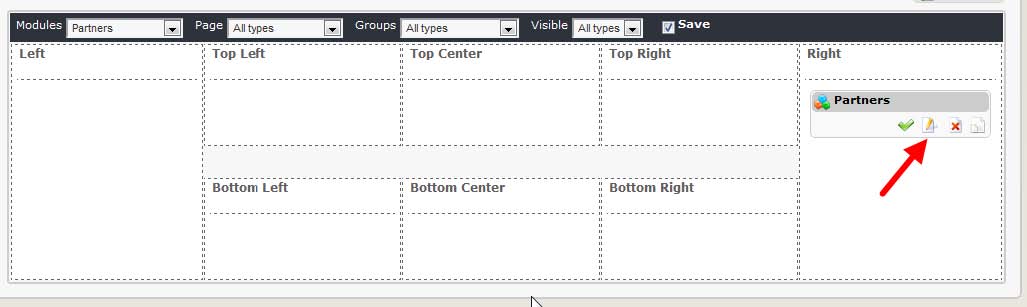 Modules Partners Page All types Groups All types Visible All types Save
Left Top Left Top Center Top Right Right
Partners
Bottom Left Bottom Center Bottom Right